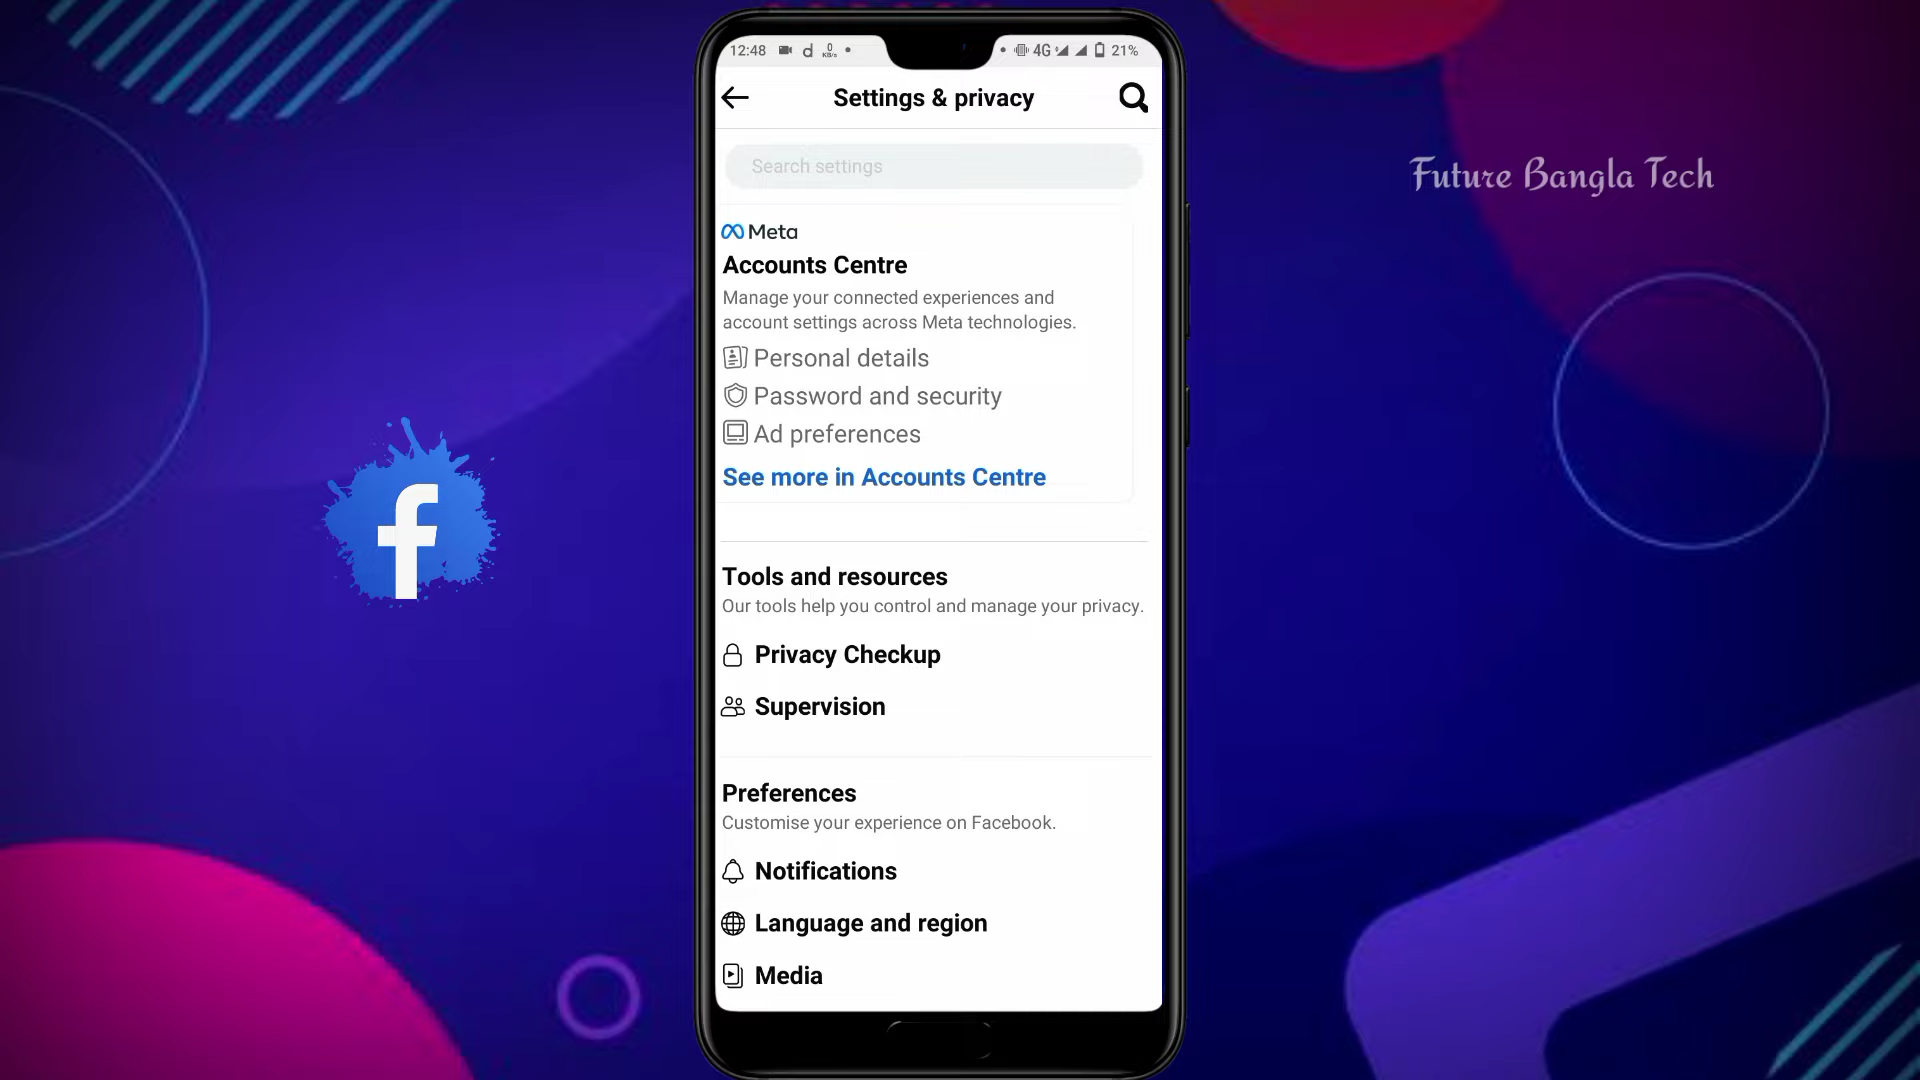 12:48 d 0 KB/s 4G 21%
Settings & privacy
Search settings
Future Bangla Tech
Meta
Accounts Centre
Manage your connected experiences and
account settings across Meta technologies.
Personal details
Password and security
Ad preferences
See more in Accounts Centre
f
Tools and resources
Our tools help you control and manage your privacy.
Privacy Checkup
Supervision
Preferences
Customise your experience on Facebook.
Notifications
Language and region
Media